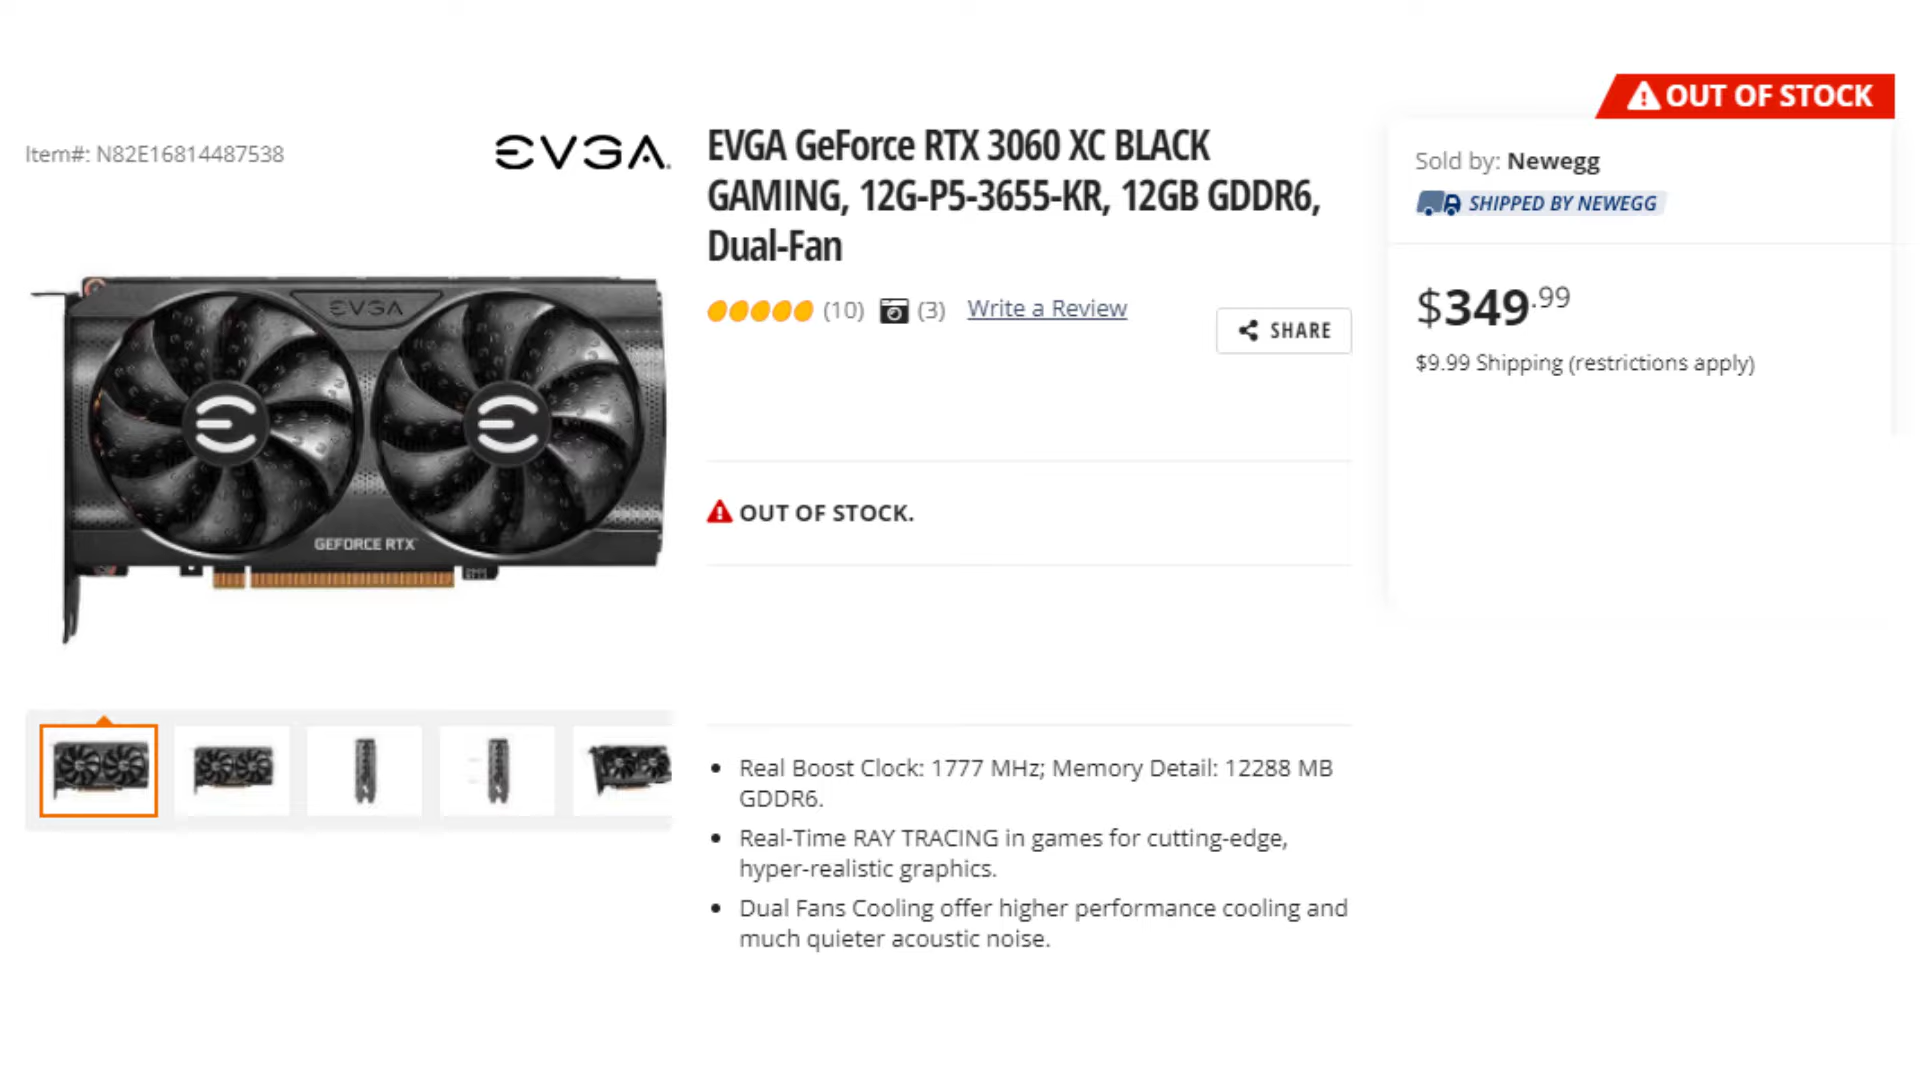 OUT OF STOCK
Item#: N82E16814487538
EVGA
EVGA GeForce RTX 3060 XC BLACK
GAMING, 12G-P5-3655-KR, 12GB GDDR6,
Dual-Fan
(10) (3) Write a Review
SHARE
Sold by: Newegg
SHIPPED BY NEWEGG
$349.99
$9.99 Shipping (restrictions apply)
EVGA
GEFORCE RTX
OUT OF STOCK.
Real Boost Clock: 1777 MHz; Memory Detail: 12288 MB
GDDR6.
Real-Time RAY TRACING in games for cutting-edge,
hyper-realistic graphics.
Dual Fans Cooling offer higher performance cooling and
much quieter acoustic noise.